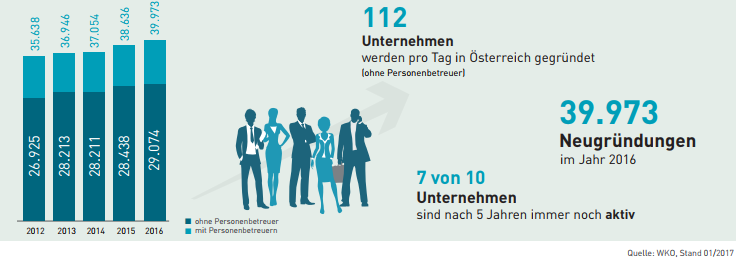 35.638
36.946
37.054
38.636
39.973
26.925
28.213
28.211
28.438
29.074
2012
2013
2014
2015
2016
112
Unternehmen
werden pro Tag in Österreich gegründet
(ohne Personenbetreuer)
39.973
Neugründungen
im Jahr 2016
7 von 10
Unternehmen
sind nach 5 Jahren immer noch aktiv
ohne Personenbetreuer
mit Personenbetreuern
Quelle: WKO, Stand 01/2017